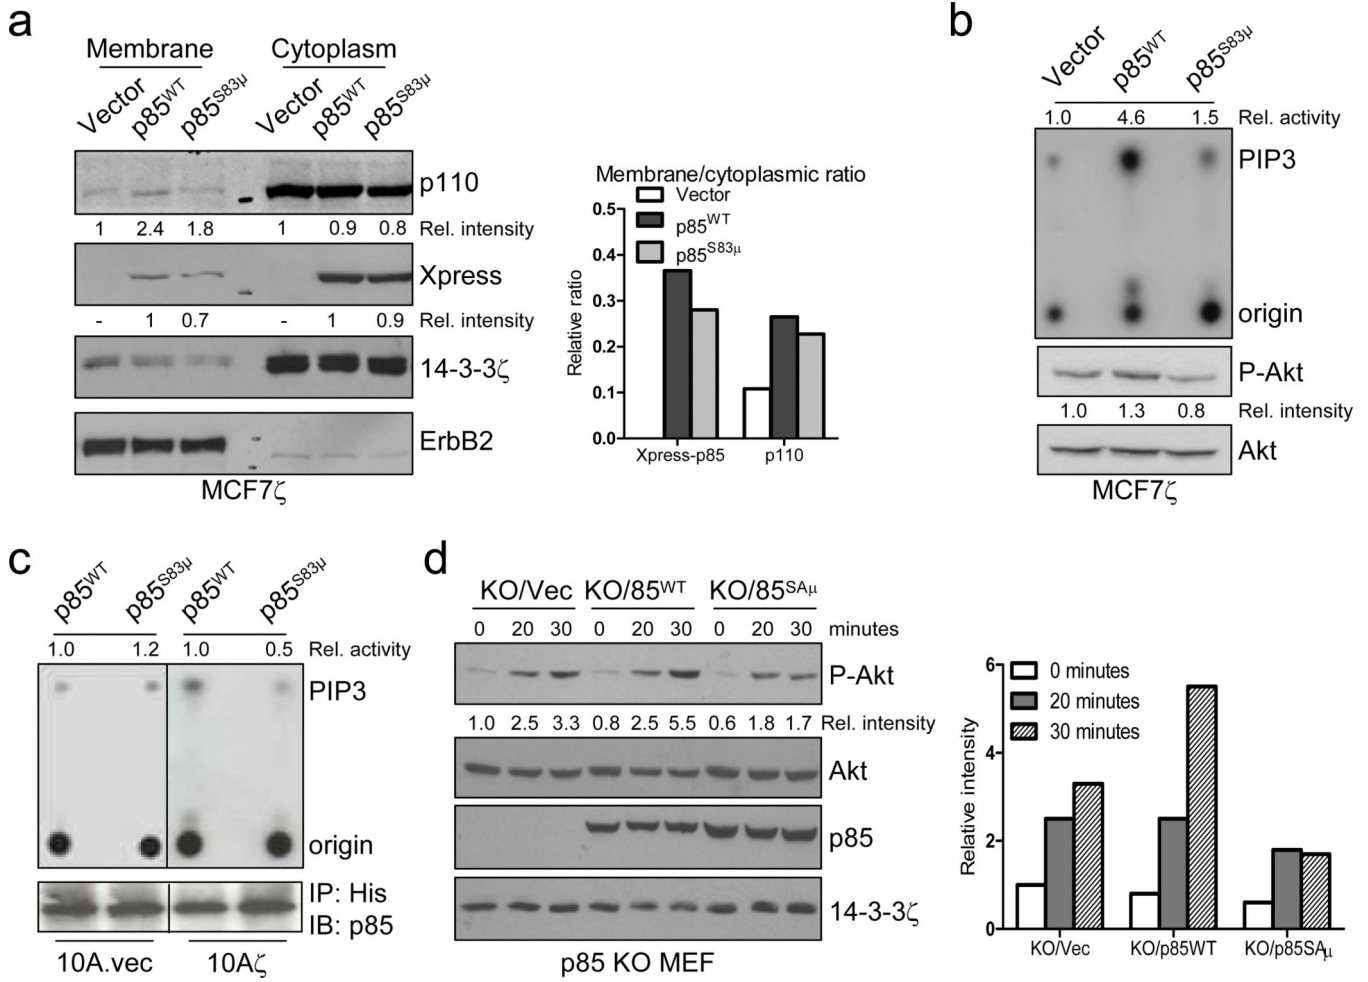 a
Membrane Cytoplasm
Vector p85WT p85S83μ Vector p85WT p85S83μ
p110
1 2.4 1.8 1 0.9 0.8 Rel. intensity
Xpress
- 1 0.7 - 1 0.9 Rel. intensity
14-3-3ζ
ErbB2
MCF7ζ
Membrane/cytoplasmic ratio
Vector
p85WT
p85S83μ
Relative ratio
0.5
0.4
0.3
0.2
0.1
0.0
Xpress-p85 p110
b
Vector p85WT p85S83μ
1.0 4.6 1.5 Rel. activity
PIP3
origin
P-Akt
1.0 1.3 0.8 Rel. intensity
Akt
MCF7ζ
c
p85WT p85S83μ p85WT p85S83μ
1.0 1.2 1.0 0.5 Rel. activity
PIP3
origin
IP: His
IB: p85
10A.vec 10Aζ
d
KO/Vec KO/85WT KO/85SAμ
0 20 30 0 20 30 0 20 30 minutes
P-Akt
1.0 2.5 3.3 0.8 2.5 5.5 0.6 1.8 1.7 Rel. intensity
Akt
p85
14-3-3ζ
p85 KO MEF
0 minutes
20 minutes
30 minutes
Relative intensity
6
4
2
0
KO/Vec KO/p85WT KO/p85SAμ